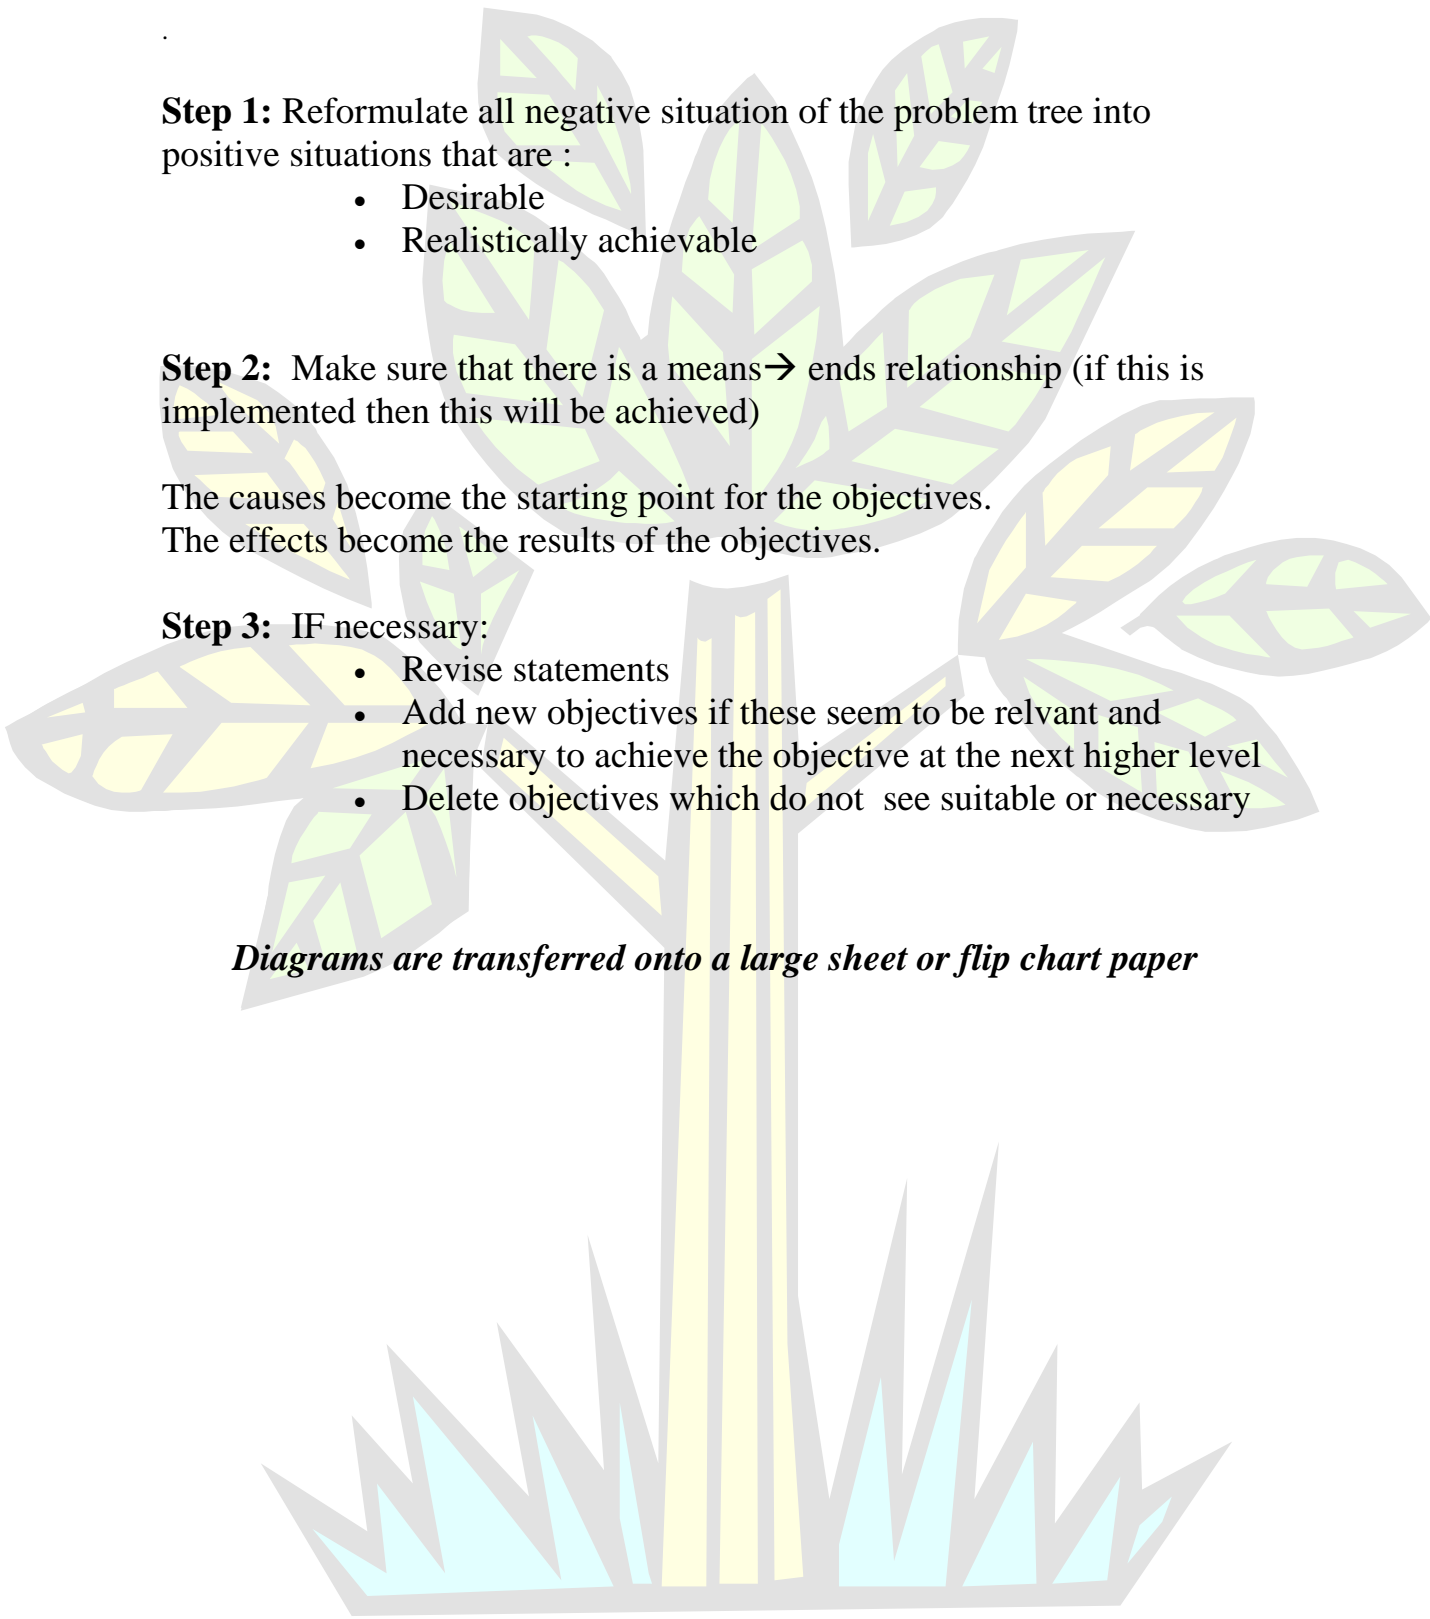 .
Step 1: Reformulate all negative situation of the problem tree into
positive situations that are :
• Desirable
• Realistically achievable
Step 2: Make sure that there is a means→ ends relationship (if this is
implemented then this will be achieved)
The causes become the starting point for the objectives.
The effects become the results of the objectives.
Step 3: IF necessary:
• Revise statements
• Add new objectives if these seem to be relvant and
necessary to achieve the objective at the next higher level
• Delete objectives which do not see suitable or necessary
Diagrams are transferred onto a large sheet or flip chart paper